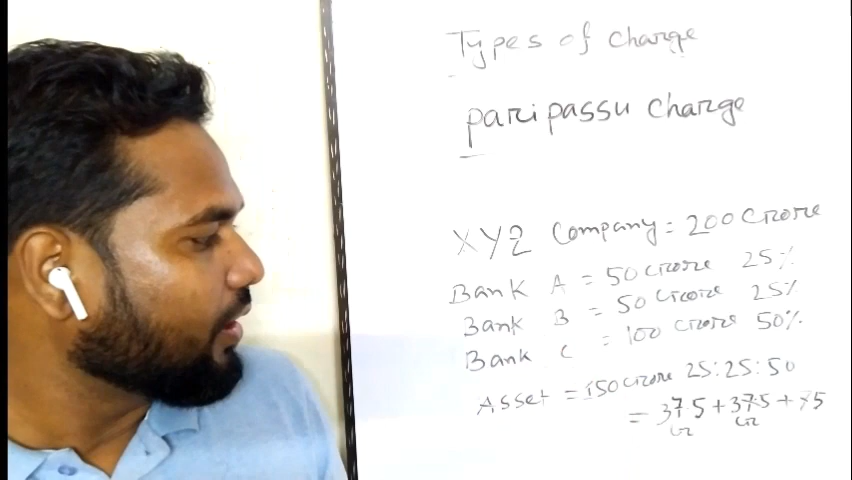 Types of charge
paripassu charge
XYZ Company = 200 Crore
Bank A = 50 crore 25%
Bank B = 50 crore 25%
Bank C = 100 crore 50%
Asset = 150 crore 25:25:50
= 37.5 + 37.5 + 75
cr cr